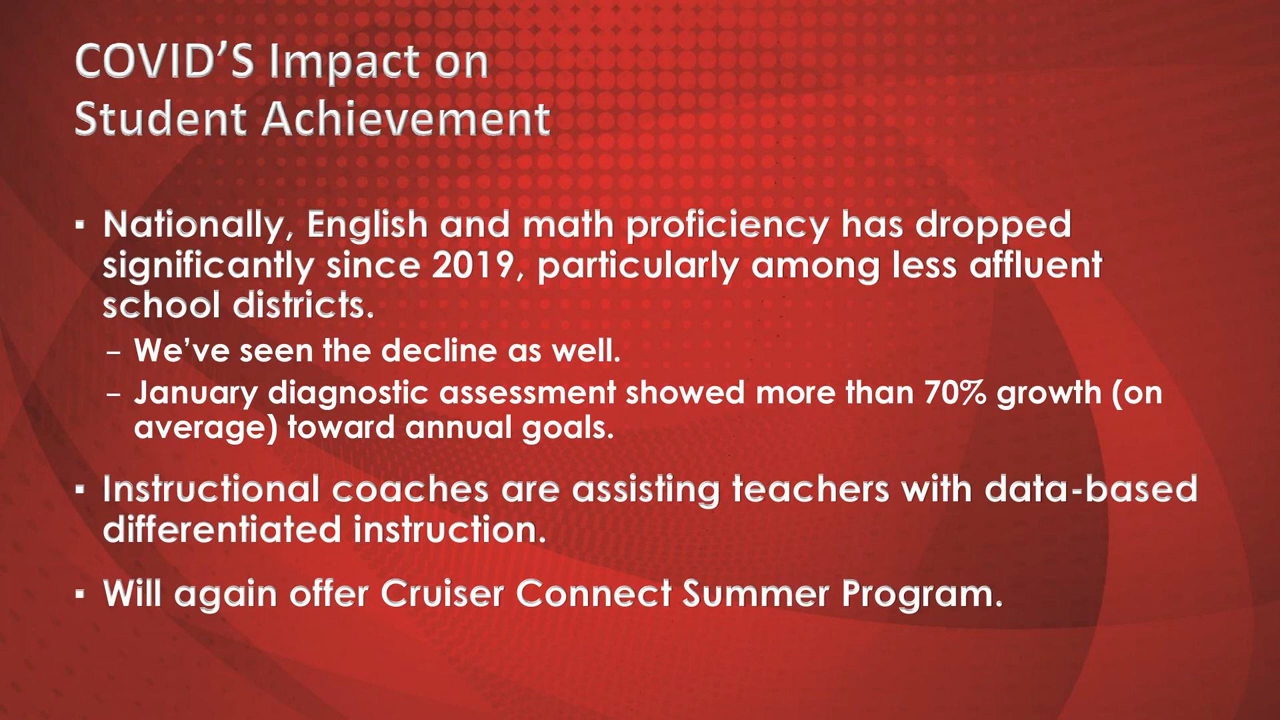 COVID’S Impact on
Student Achievement
▪ Nationally, English and math proficiency has dropped
significantly since 2019, particularly among less affluent
school districts.
– We’ve seen the decline as well.
– January diagnostic assessment showed more than 70% growth (on
average) toward annual goals.
▪ Instructional coaches are assisting teachers with data-based
differentiated instruction.
▪ Will again offer Cruiser Connect Summer Program.